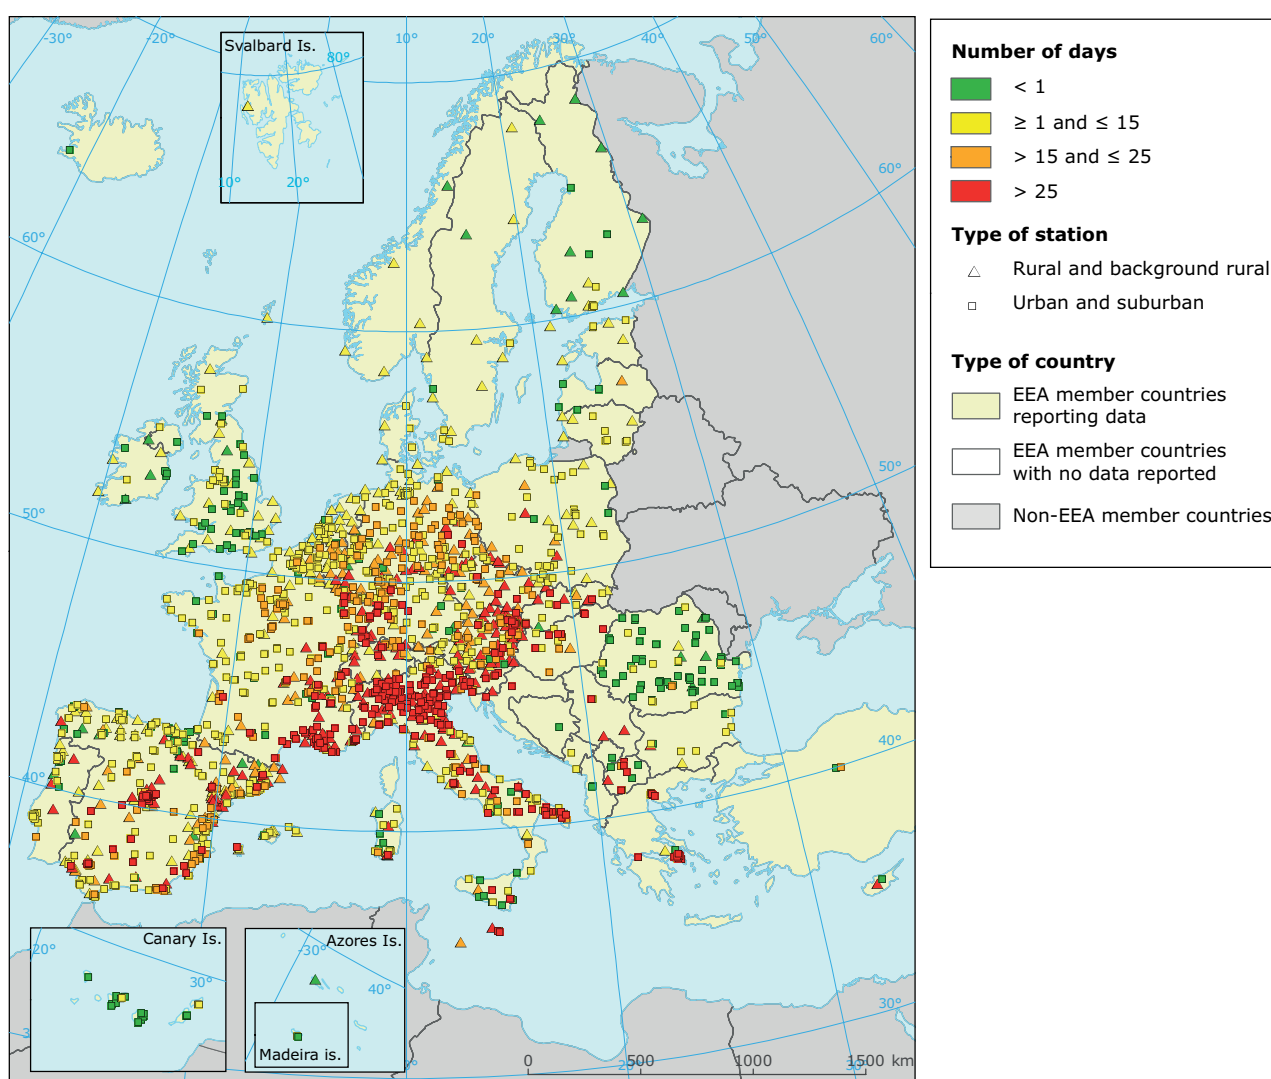 -30°
-20°
10°
20°
30°
40°
50°
60°
Svalbard Is.
80°
10°
20°
60°
60°
50°
50°
40°
40°
Canary Is.
20°
30°
Azores Is.
-30°
40°
Madeira is.
30°
0
500
1000
1500 km
Number of days
< 1
≥ 1 and ≤ 15
> 15 and ≤ 25
> 25
Type of station
Rural and background rural
Urban and suburban
Type of country
EEA member countries
reporting data
EEA member countries
with no data reported
Non-EEA member countries